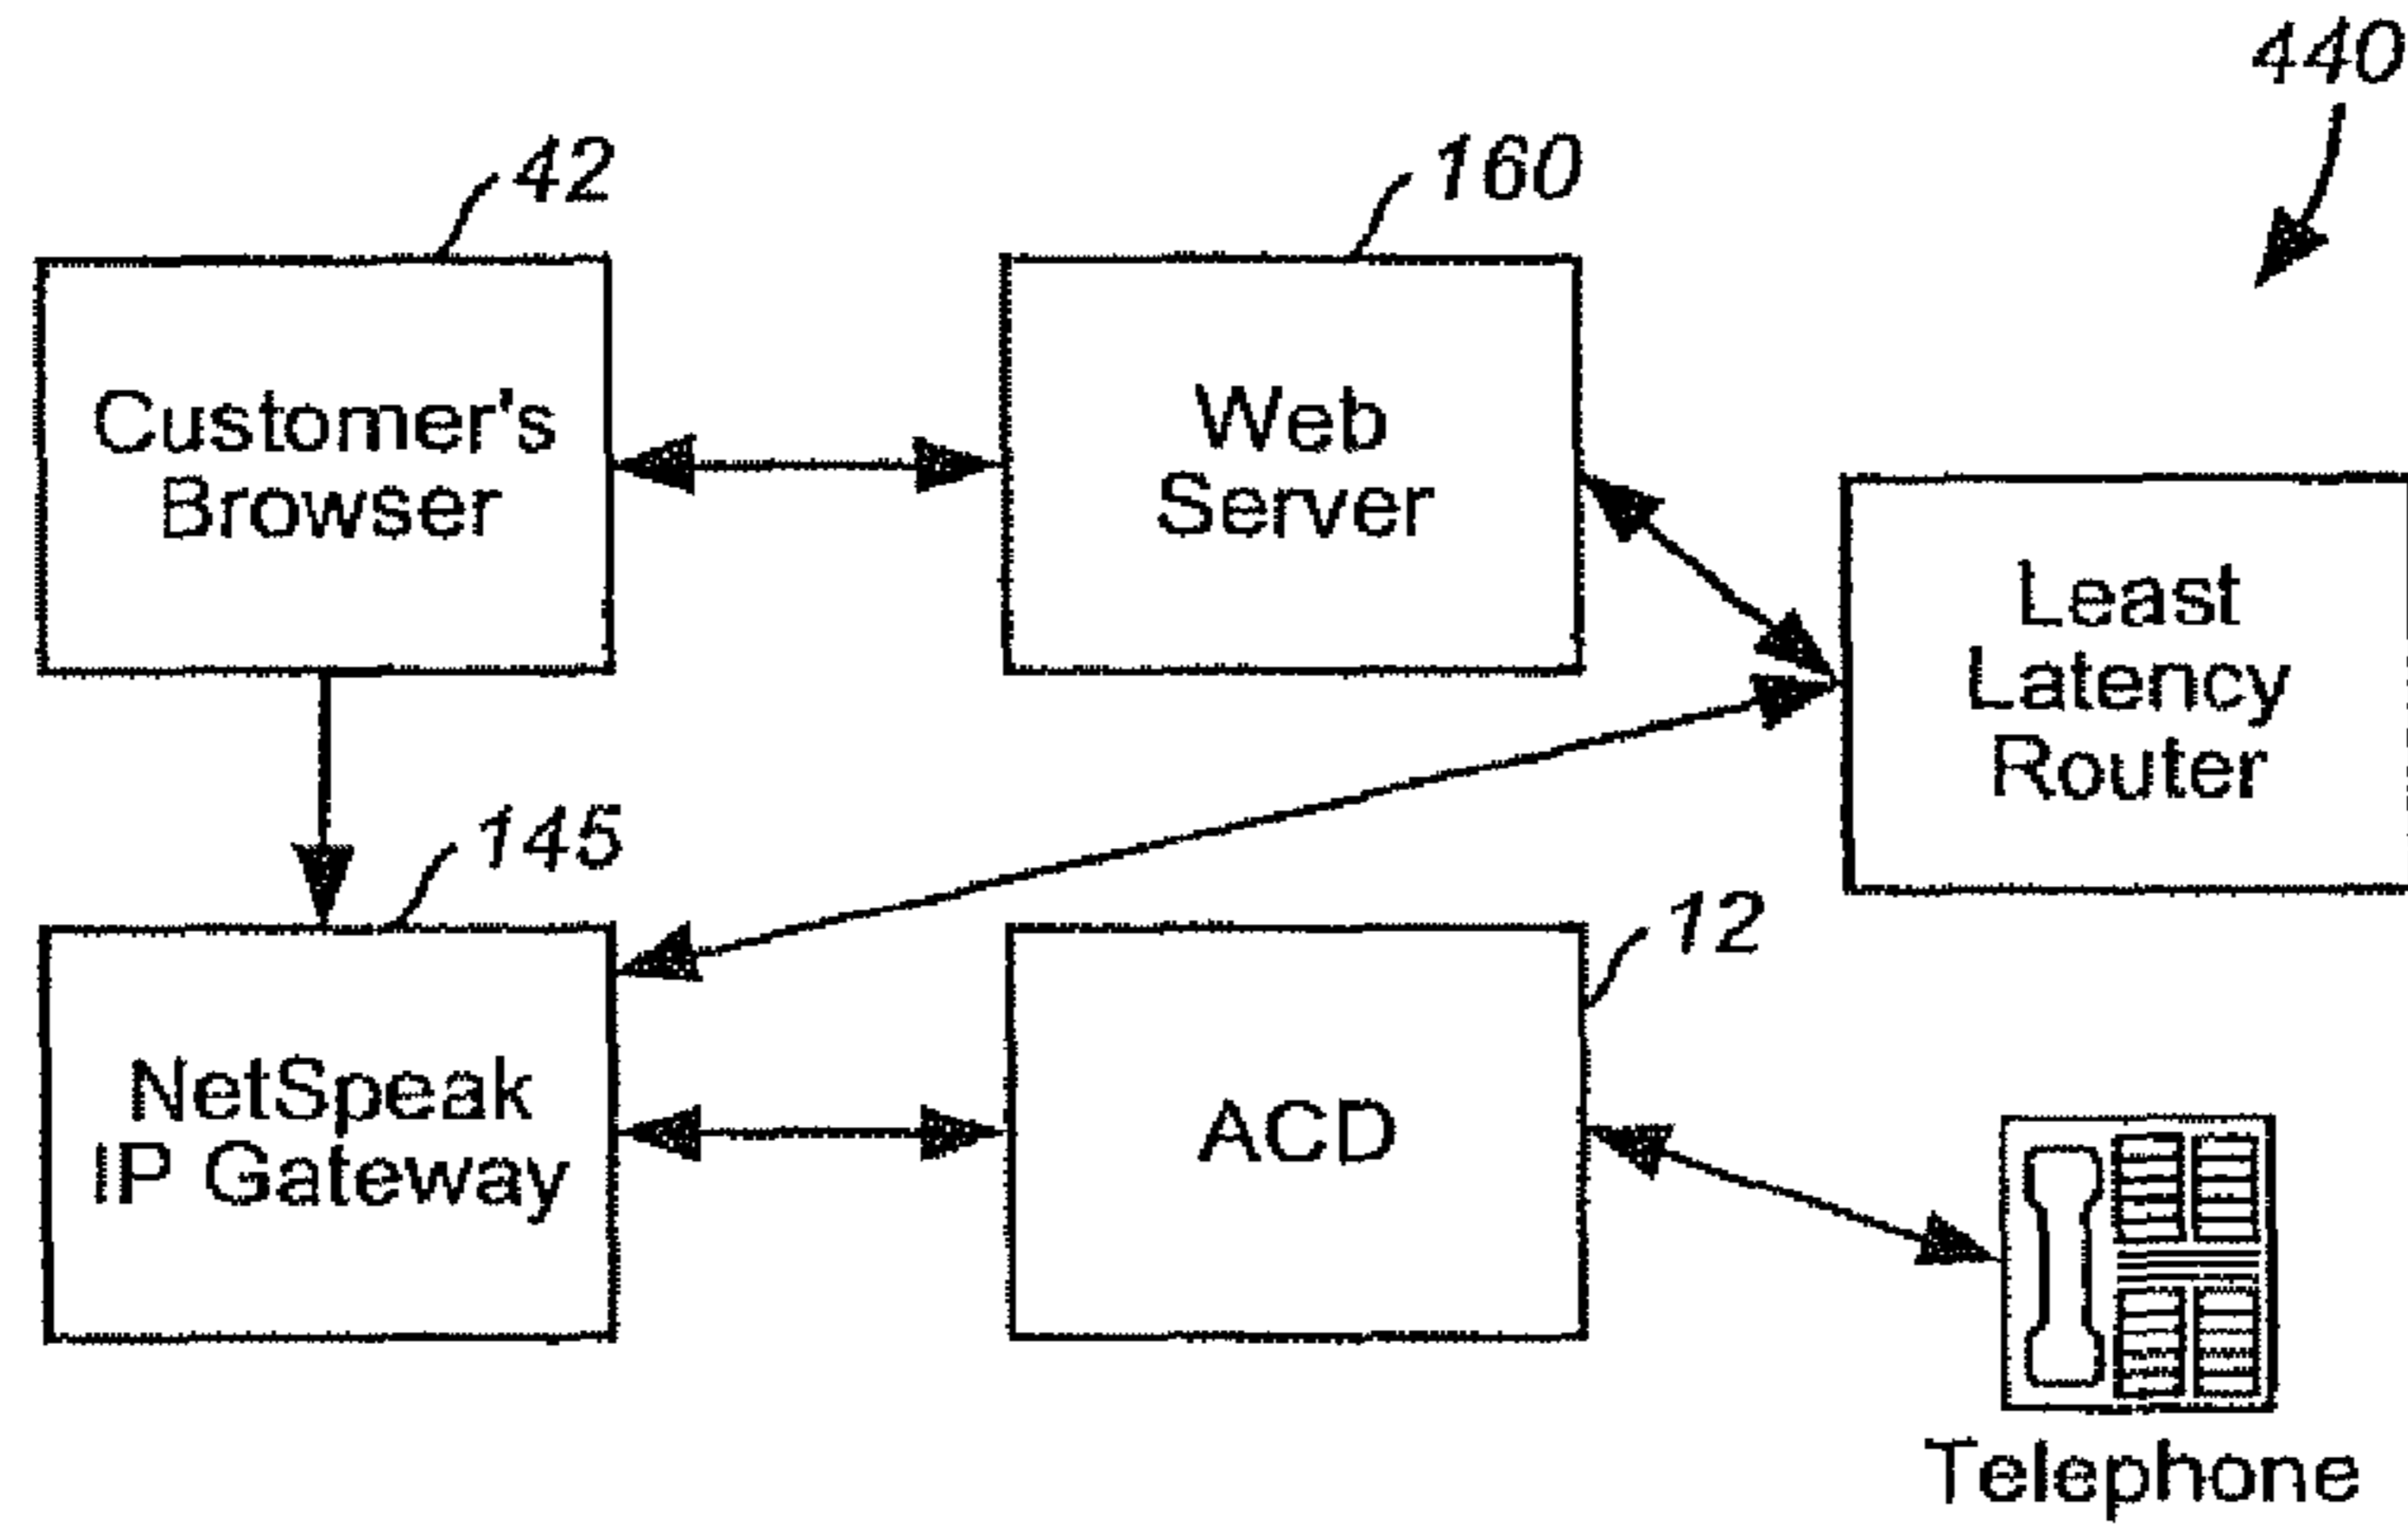 440
42
160
Customer's
Browser
Web
Server
Least
Latency
Router
145
12
NetSpeak
IP Gateway
ACD
Telephone